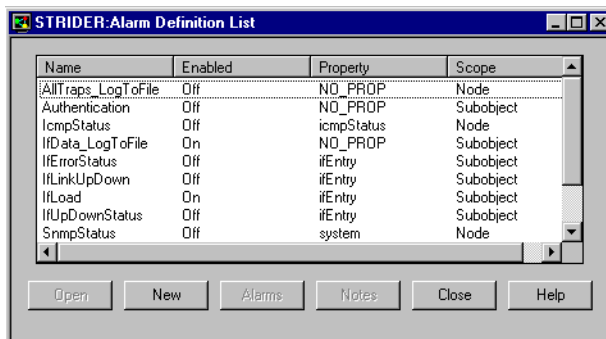 STRIDER:Alarm Definition List
Name Enabled Property Scope
AllTraps_LogToFile Off NO_PROP Node
Authentication Off NO_PROP Subobject
IcmpStatus Off icmpStatus Node
IfData_LogToFile On NO_PROP Subobject
IfErrorStatus Off ifEntry Subobject
IfLinkUpDown Off ifEntry Subobject
IfLoad On ifEntry Subobject
IfUpDownStatus Off ifEntry Subobject
SnmpStatus Off system Node
Open New Alarms Notes Close Help